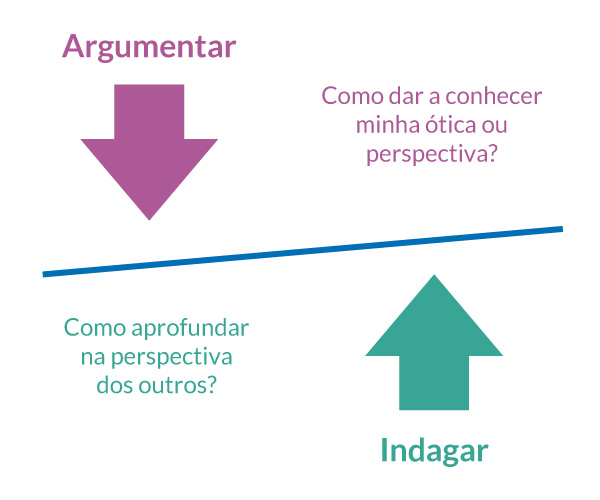 Argumentar
Como dar a conhecer
minha ótica ou
perspectiva?
Como aprofundar
na perspectiva
dos outros?
Indagar